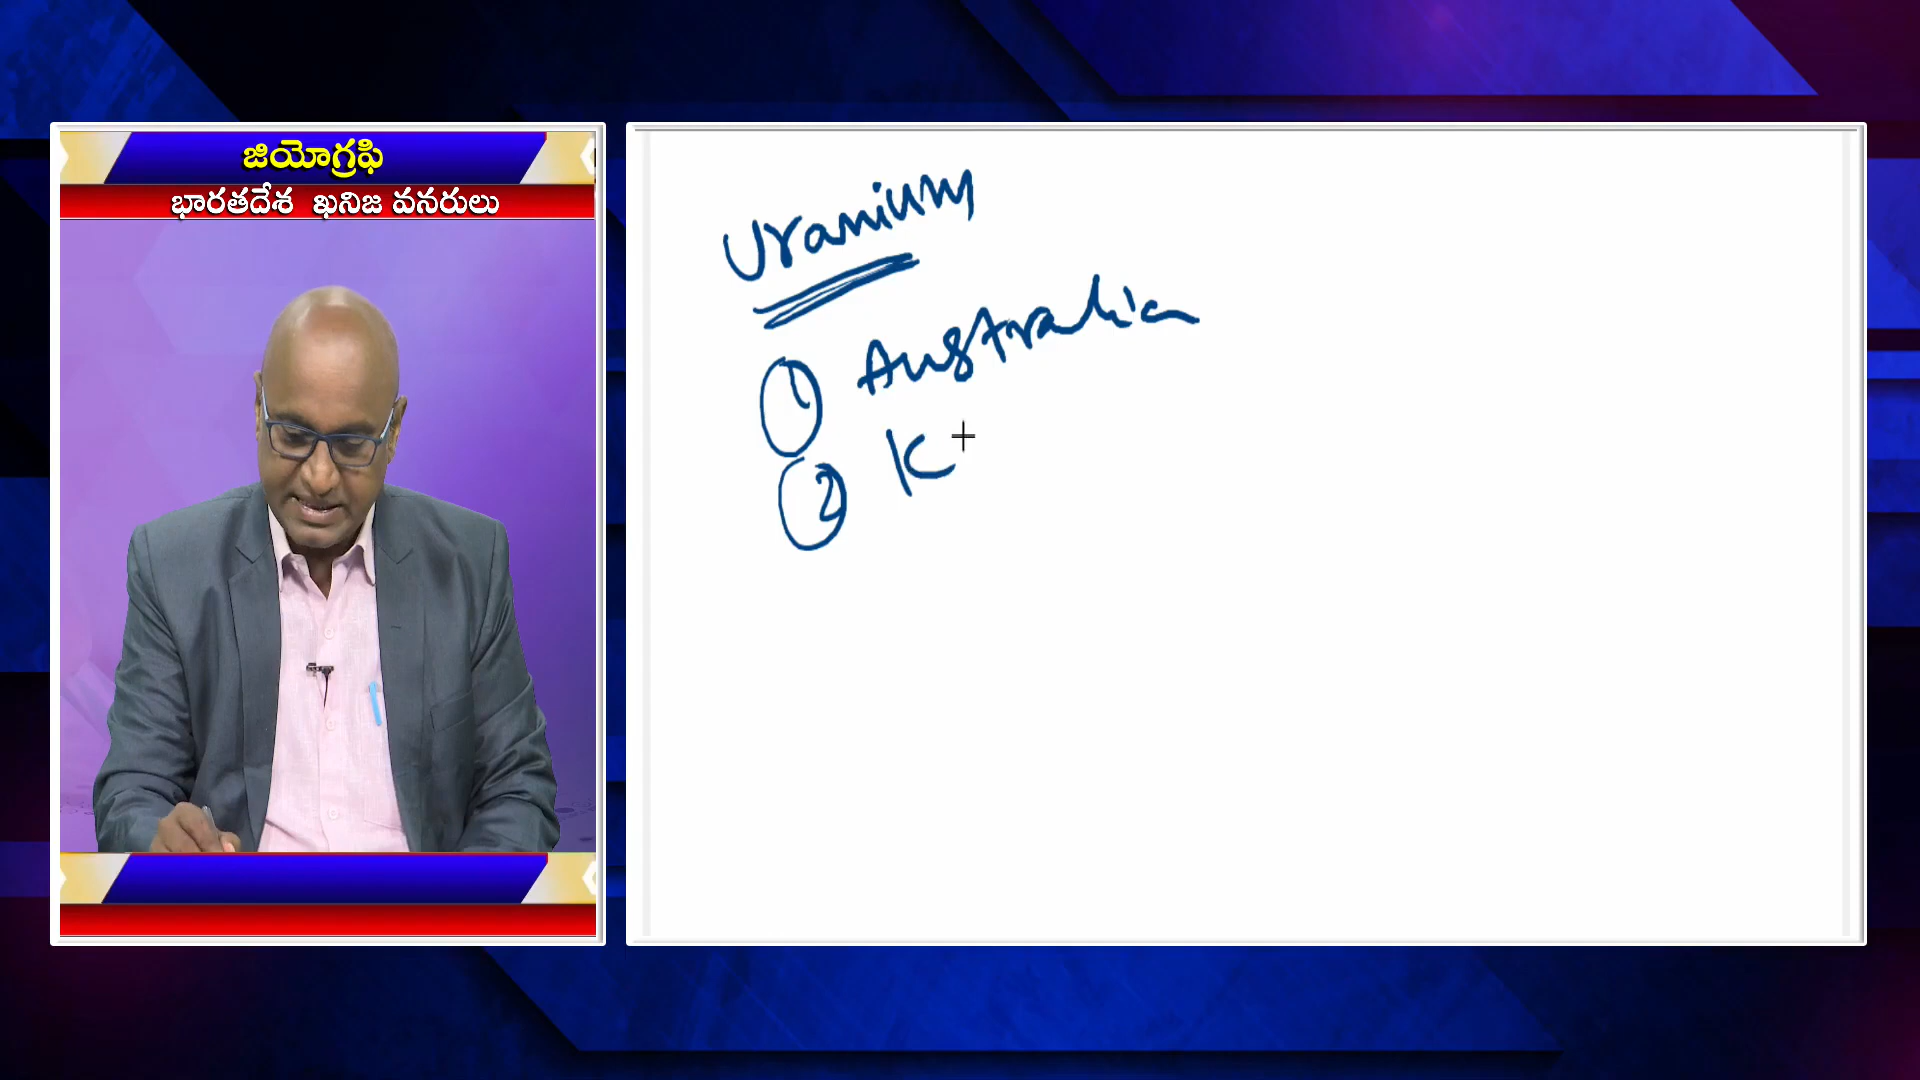 జియోగ్రఫి
భారతదేశ ఖనిజ వనరులు
Uranium
① Australia
② K